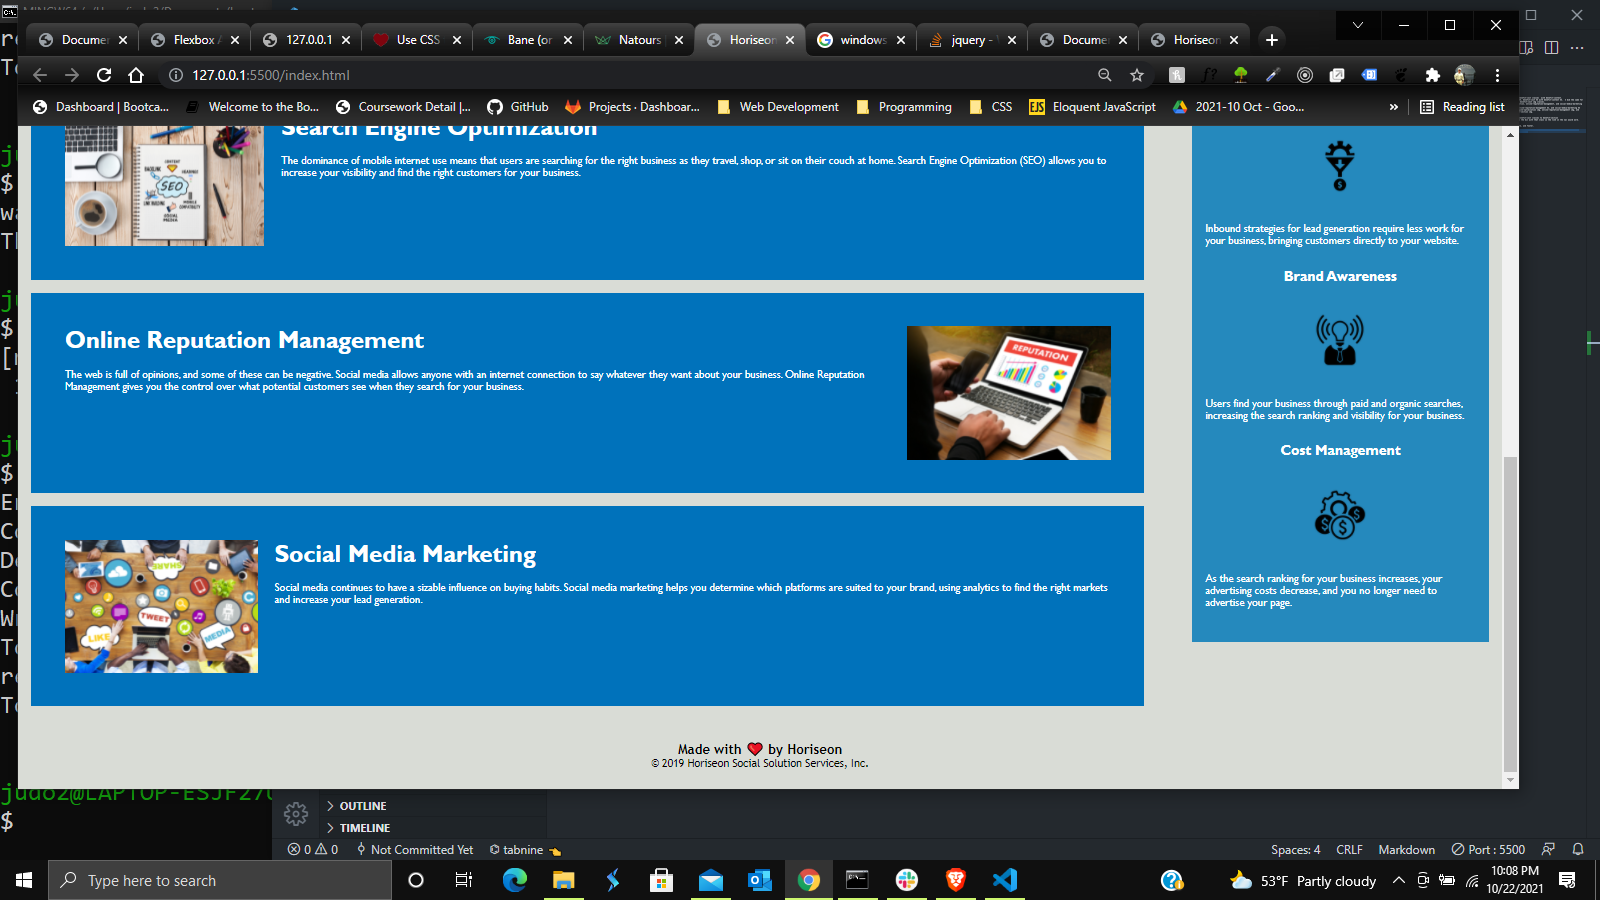 Docume
Flexbox
127.0.0.1
Use CSS
Bane (or
Natours
Horiseon
windows
jquery -
Docume
Horiseon
127.0.0.1:5500/index.html
Dashboard | Bootca...
Welcome to the Bo...
Coursework Detail |...
GitHub
Projects · Dashboar...
Web Development
Programming
CSS
EJS
Eloquent JavaScript
2021-10 Oct - Goo...
»
Reading list
Search Engine Optimization
The dominance of mobile internet use means that users are searching for the right business as they travel, shop, or sit on their couch at home. Search Engine Optimization (SEO) allows you to
increase your visibility and find the right customers for your business.
SEO
Online Reputation Management
The web is full of opinions, and some of these can be negative. Social media allows anyone with an internet connection to say whatever they want about your business. Online Reputation
Management gives you the control over what potential customers see when they search for your business.
REPUTATION
Social Media Marketing
Social media continues to have a sizable influence on buying habits. Social media marketing helps you determine which platforms are suited to your brand, using analytics to find the right markets
and increase your lead generation.
SHARE
TWEET
LIKE
MEDIA
Inbound strategies for lead generation require less work for
your business, bringing customers directly to your website.
Brand Awareness
Users find your business through paid and organic searches,
increasing the search ranking and visibility for your business.
Cost Management
As the search ranking for your business increases, your
advertising costs decrease, and you no longer need to
advertise your page.
Made with ❤ by Horiseon
© 2019 Horiseon Social Solution Services, Inc.
$
$
$
$
OUTLINE
TIMELINE
0 0
Not Committed Yet
tabnine
Spaces: 4
CRLF
Markdown
Port : 5500
Type here to search
53°F Partly cloudy
10:08 PM
10/22/2021